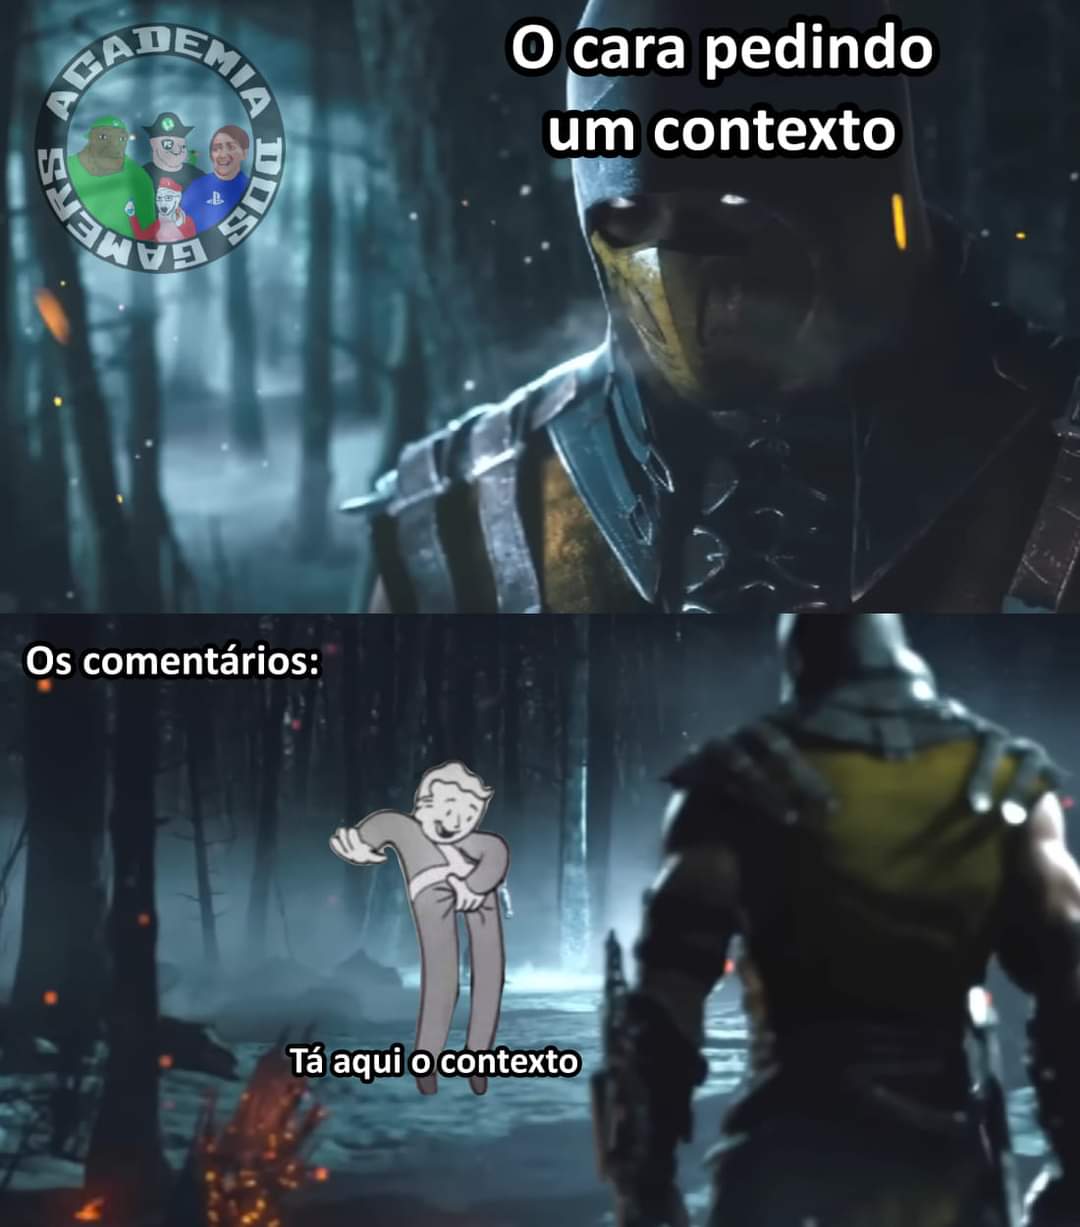 ACADEMIA DOS GAMERS
O cara pedindo
um contexto
Os comentários:
Tá aqui o contexto